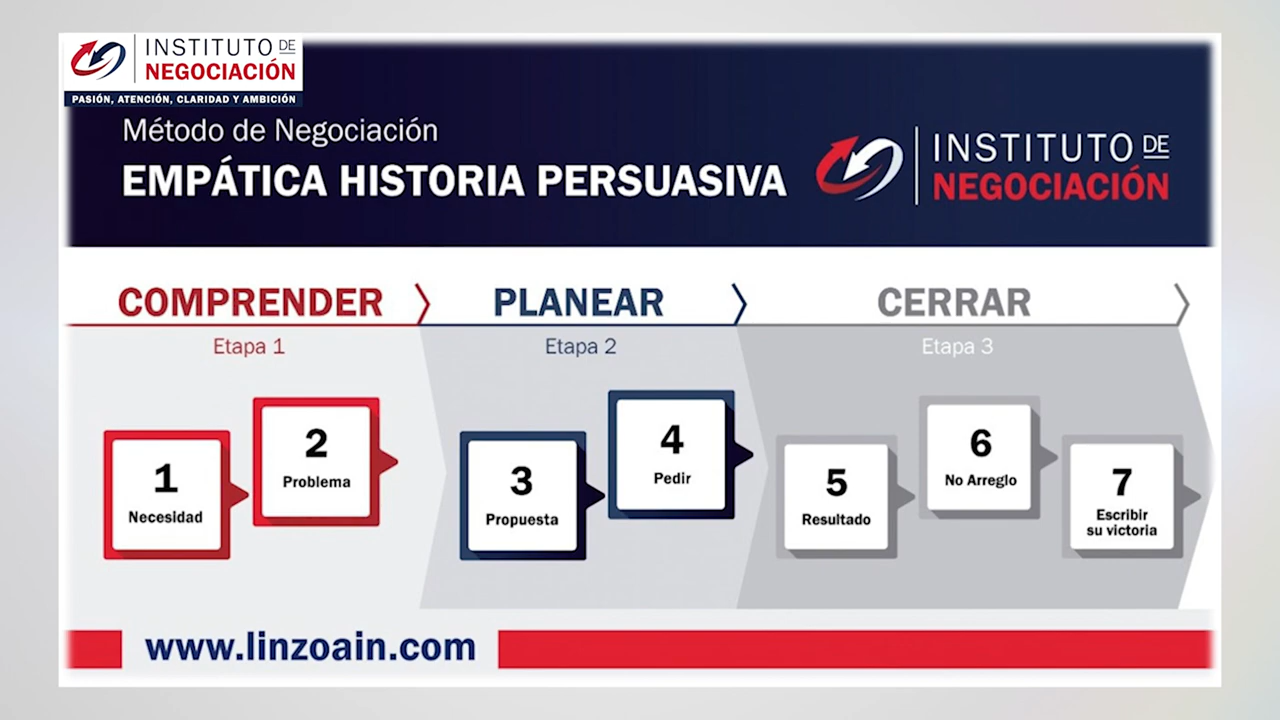 INSTITUTO DE
NEGOCIACIÓN
PASIÓN, ATENCIÓN, CLARIDAD Y AMBICIÓN
Método de Negociación
EMPÁTICA HISTORIA PERSUASIVA
INSTITUTO DE
NEGOCIACIÓN
COMPRENDER
Etapa 1
PLANEAR
Etapa 2
CERRAR
Etapa 3
1
Necesidad
2
Problema
3
Propuesta
4
Pedir
5
Resultado
6
No Arreglo
7
Escribir
su victoria
www.linzoain.com